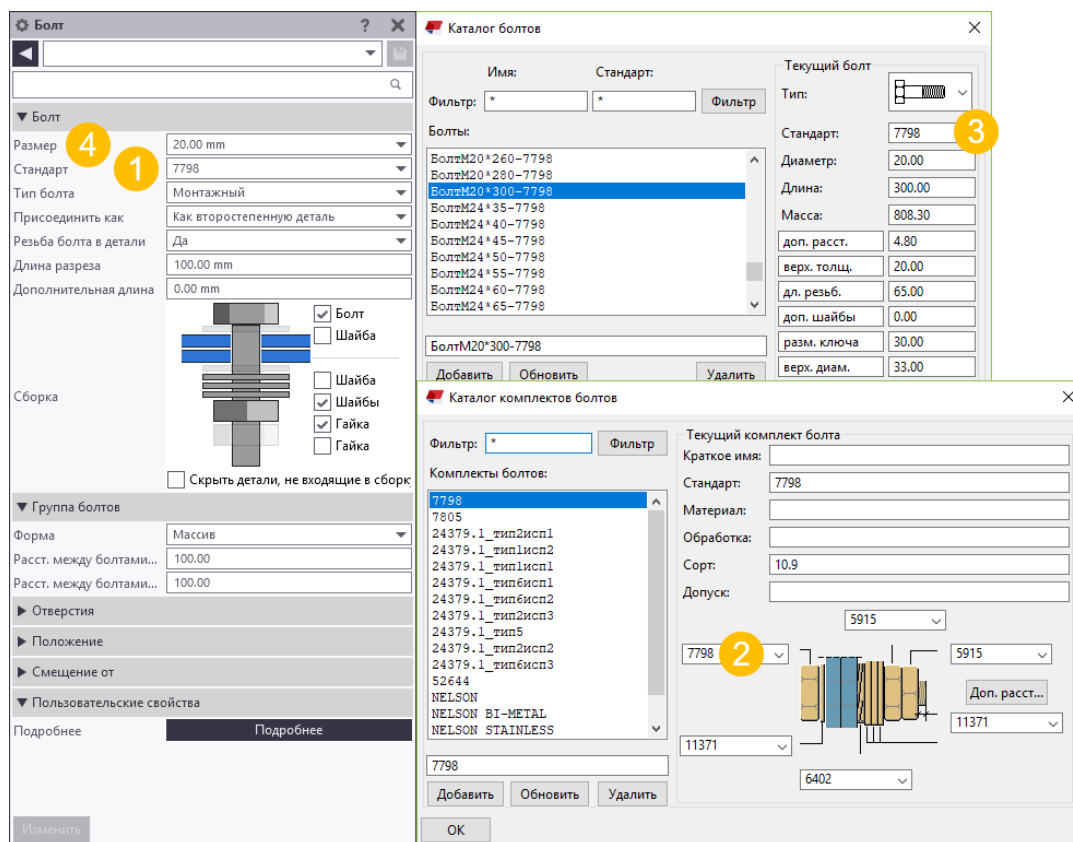 Болт ?
▼ Болт
Размер 4 20.00 mm
Стандарт 1 7798
Тип болта Монтажный
Присоединить как Как второстепенную деталь
Резьба болта в детали Да
Длина разреза 100.00 mm
Дополнительная длина 0.00 mm
Болт
Шайба
Сборка
Шайба
Шайбы
Гайка
Гайка
Скрыть детали, не входящие в сборк
▼ Группа болтов
Форма Массив
Расст. между болтами... 100.00
Расст. между болтами... 100.00
▶ Отверстия
▶ Положение
▶ Смещение от
▼ Пользовательские свойства
Подробнее Подробнее
Изменить
Каталог болтов
Имя: Стандарт:
Фильтр: * * Фильтр
Болты:
БолтM20*260-7798
БолтM20*280-7798
БолтM20*300-7798
БолтM24*35-7798
БолтM24*40-7798
БолтM24*45-7798
БолтM24*50-7798
БолтM24*55-7798
БолтM24*60-7798
БолтM24*65-7798
БолтM20*300-7798
Добавить Обновить Удалить
Текущий болт
Тип:
Стандарт: 7798 3
Диаметр: 20.00
Длина: 300.00
Масса: 808.30
доп. расст. 4.80
верх. толщ. 20.00
дл. резьб. 65.00
доп. шайбы 0.00
разм. ключа 30.00
верх. диам. 33.00
Каталог комплектов болтов
Фильтр: * Фильтр
Комплекты болтов:
7798
7805
24379.1_тип2исп1
24379.1_тип1исп2
24379.1_тип1исп1
24379.1_тип6исп1
24379.1_тип6исп2
24379.1_тип2исп3
24379.1_тип5
24379.1_тип2исп2
24379.1_тип6исп3
52644
NELSON
NELSON BI-METAL
NELSON STAINLESS
7798
Добавить Обновить Удалить
OK
Текущий комплект болта
Краткое имя:
Стандарт: 7798
Материал:
Обработка:
Сорт: 10.9
Допуск:
5915
7798 2 5915
Доп. расст...
11371
11371
6402